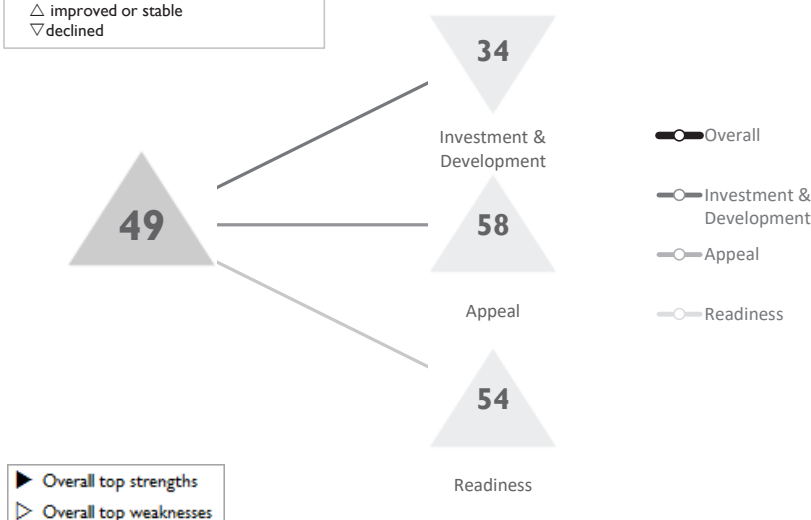 △ improved or stable
▽ declined
34
Investment &
Development
49
58
Appeal
54
Readiness
Overall
Investment &
Development
Appeal
Readiness
▶ Overall top strengths
▷ Overall top weaknesses